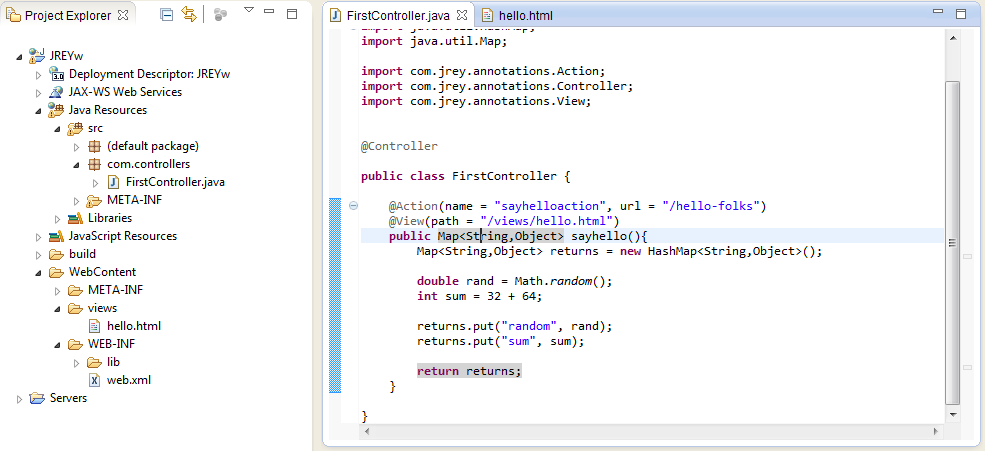 Project Explorer
JREYw
Deployment Descriptor: JREYw
JAX-WS Web Services
Java Resources
src
(default package)
com.controllers
FirstController.java
META-INF
Libraries
JavaScript Resources
build
WebContent
META-INF
views
hello.html
WEB-INF
lib
web.xml
Servers
FirstController.java hello.html
import java.util.HashMap;
import java.util.Map;
import com.jrey.annotations.Action;
import com.jrey.annotations.Controller;
import com.jrey.annotations.View;
@Controller
public class FirstController {
@Action(name = "sayhelloaction", url = "/hello-folks")
@View(path = "/views/hello.html")
public Map<String,Object> sayhello(){
Map<String,Object> returns = new HashMap<String,Object>();
double rand = Math.random();
int sum = 32 + 64;
returns.put("random", rand);
returns.put("sum", sum);
return returns;
}
}